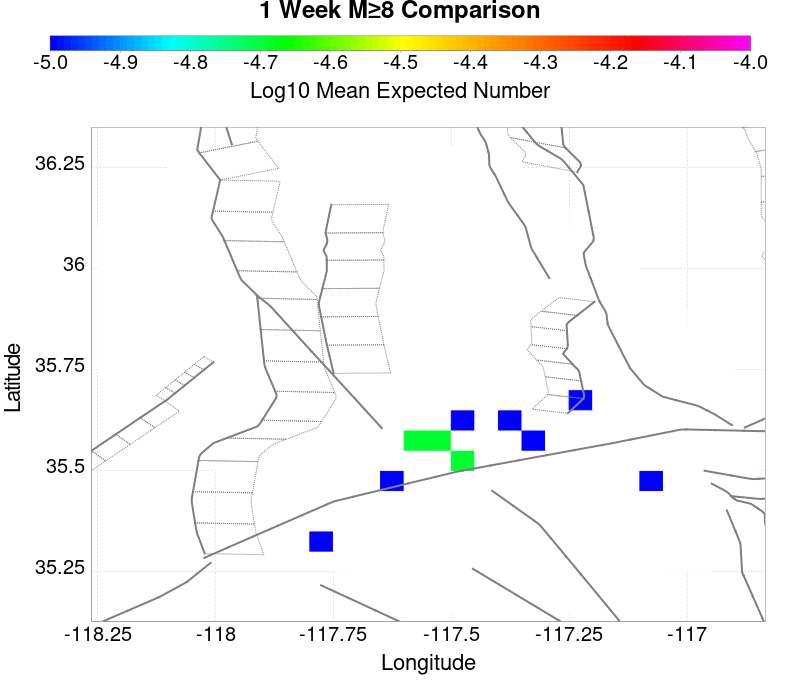 1 Week M≥8 Comparison
-5.0 -4.9 -4.8 -4.7 -4.6 -4.5 -4.4 -4.3 -4.2 -4.1 -4.0
Log10 Mean Expected Number
36.25
36
35.75
35.5
35.25
Latitude
-118.25 -118 -117.75 -117.5 -117.25 -117
Longitude